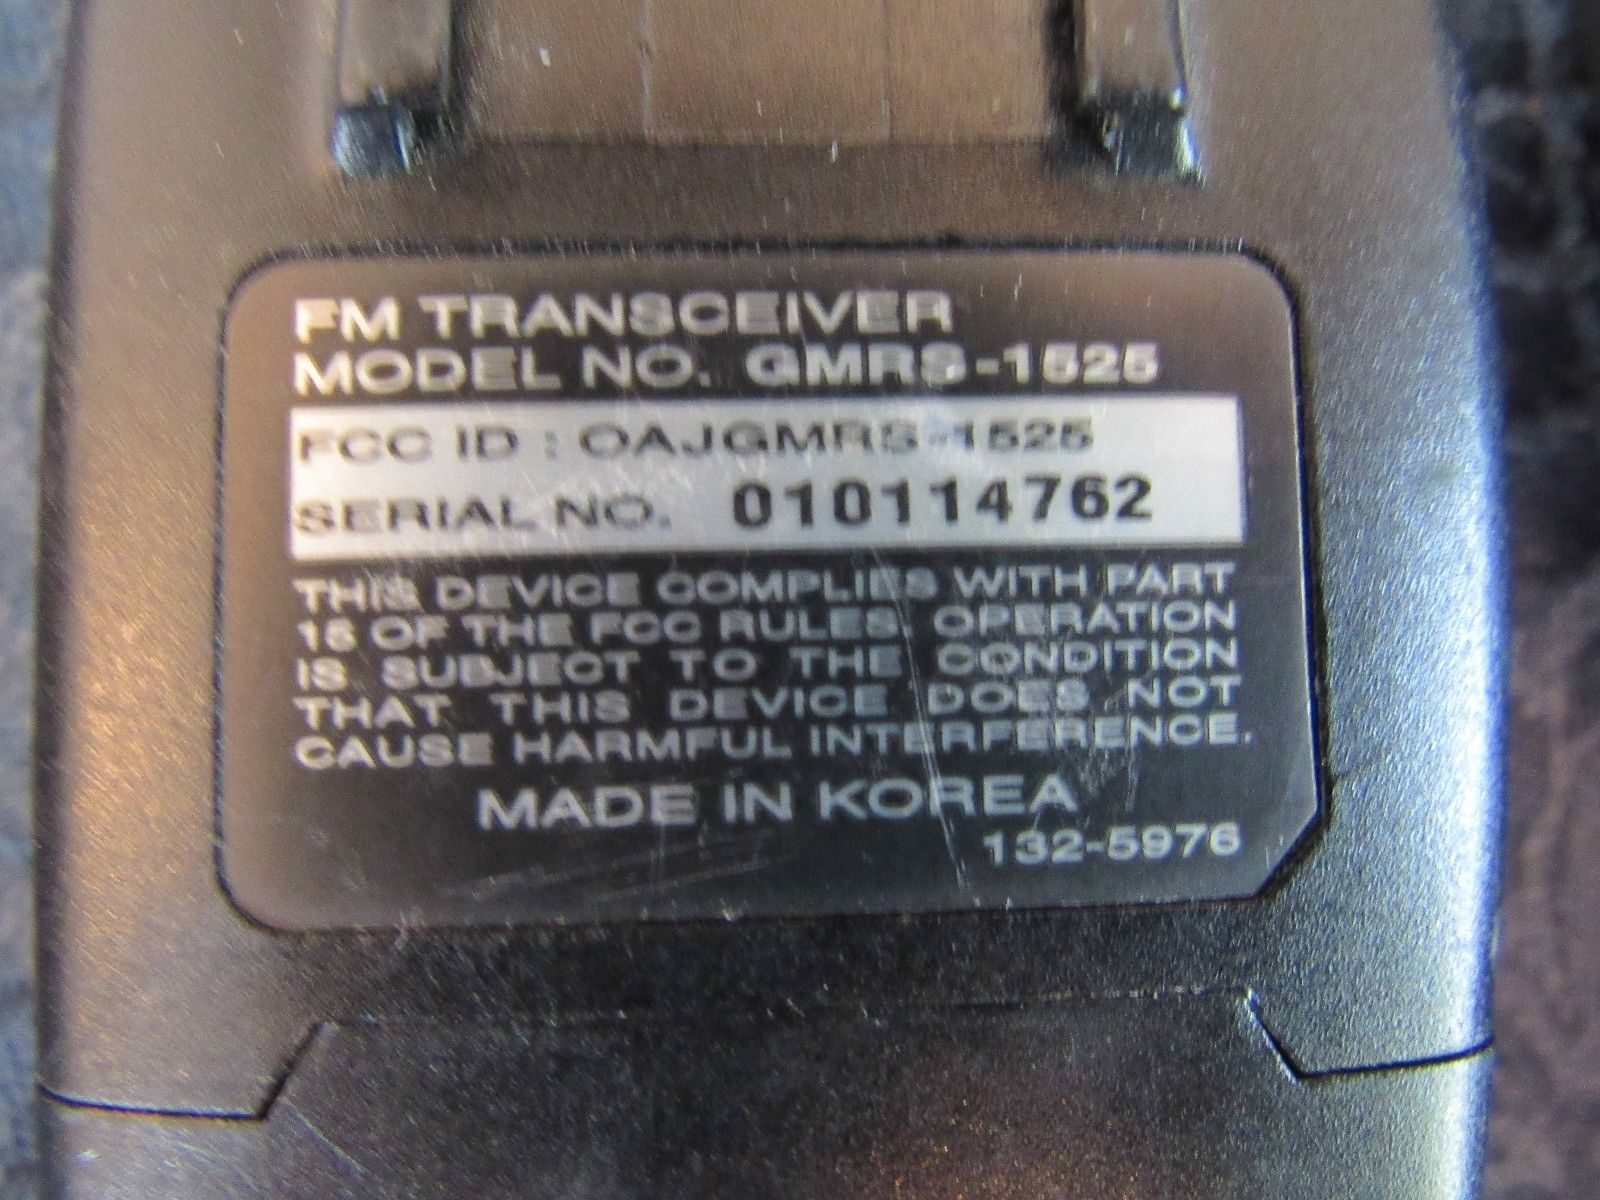 FM TRANSCEIVER
MODEL NO. GMRS-1525
FCC ID : OAJGMRS-1525
SERIAL NO. 010114762
THIS DEVICE COMPLIES WITH PART
15 OF THE FCC RULES. OPERATION
IS SUBJECT TO THE CONDITION
THAT THIS DEVICE DOES NOT
CAUSE HARMFUL INTERFERENCE.
MADE IN KOREA
132-5976